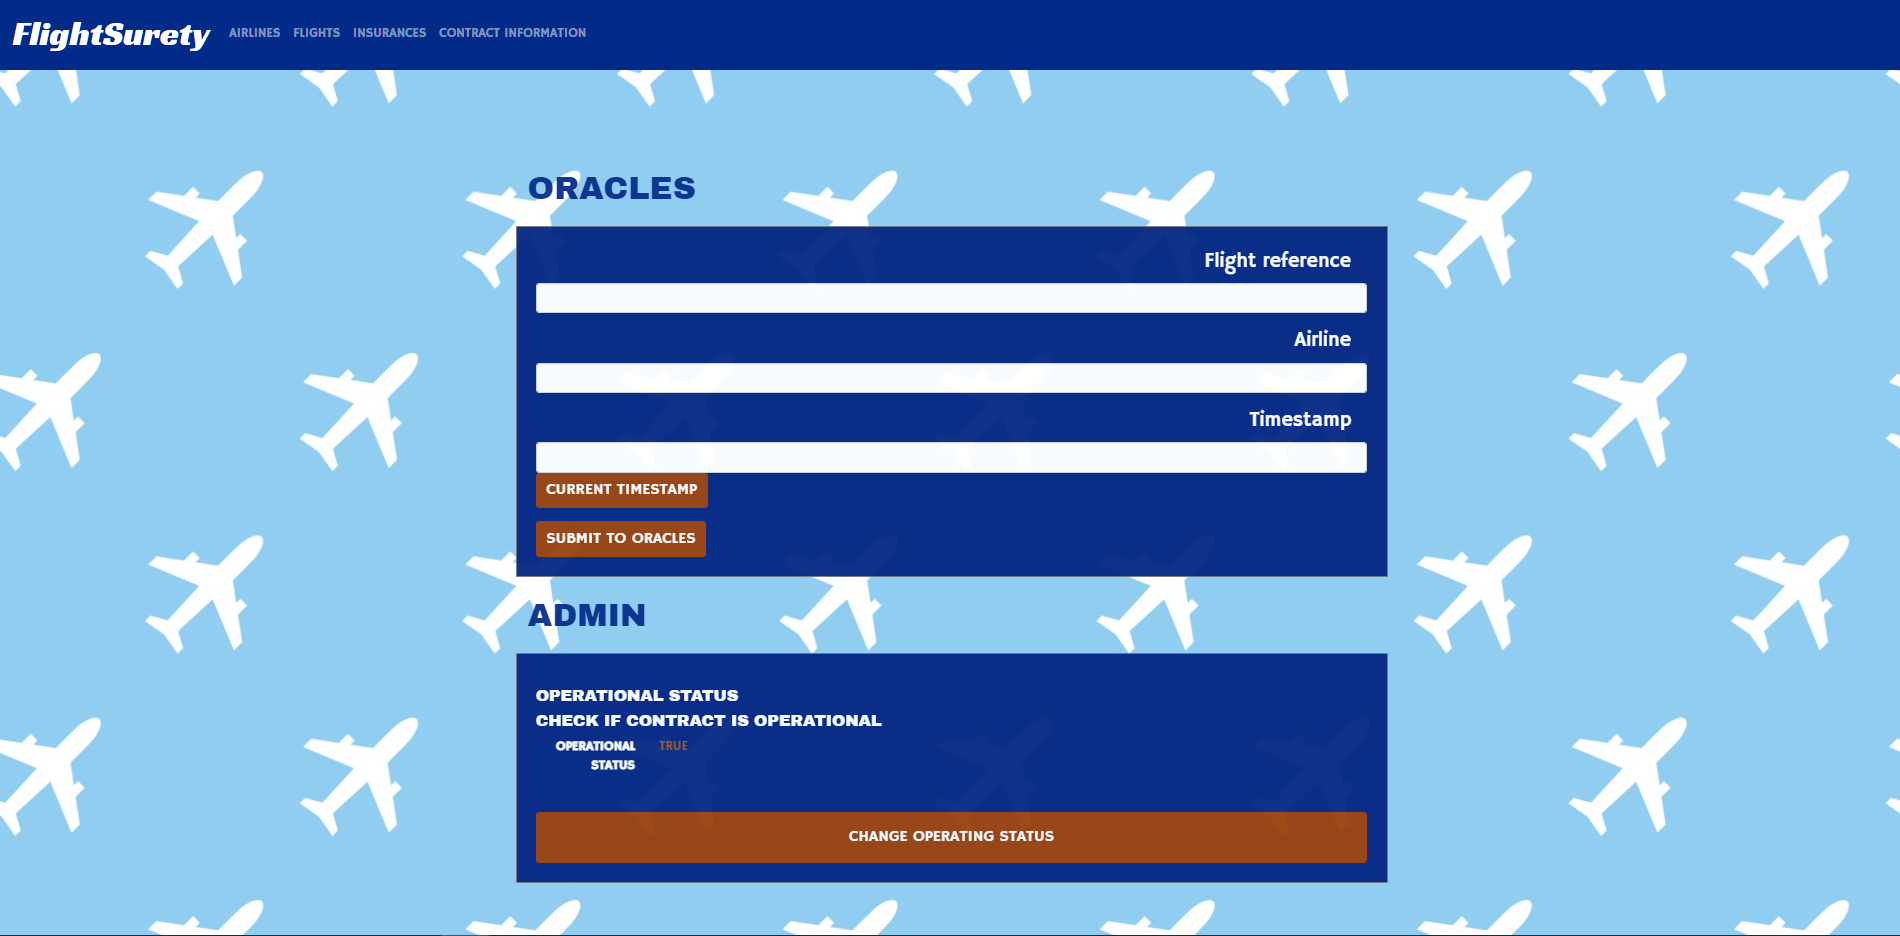 FlightSurety AIRLINES FLIGHTS INSURANCES CONTRACT INFORMATION
ORACLES
Flight reference
Airline
Timestamp
CURRENT TIMESTAMP
SUBMIT TO ORACLES
ADMIN
OPERATIONAL STATUS
CHECK IF CONTRACT IS OPERATIONAL
OPERATIONAL TRUE
STATUS
CHANGE OPERATING STATUS